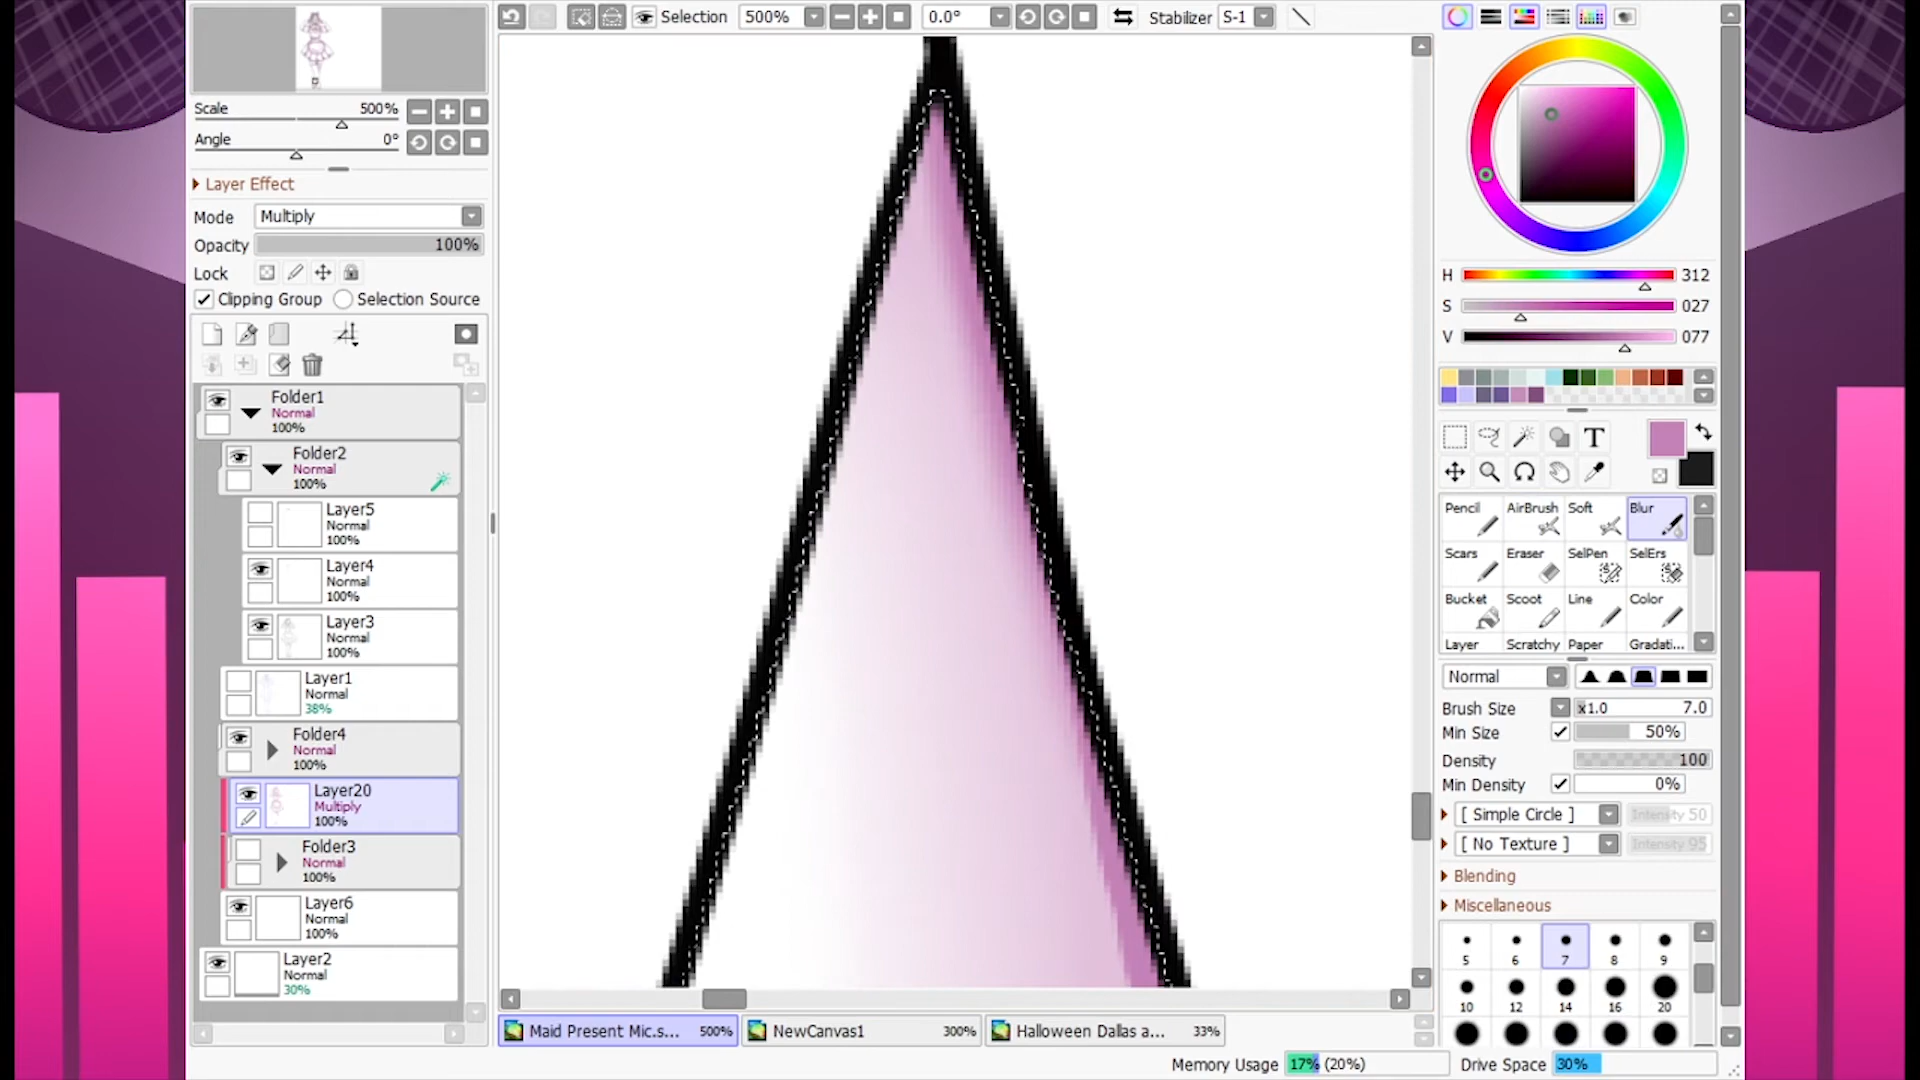 Selection 500% 0.0° Stabilizer S-1
Scale 500%
Angle 0°
Layer Effect
Mode Multiply
Opacity 100%
Lock
Clipping Group Selection Source
Folder1
Normal
100%
Folder2
Normal
100%
Layer5
Normal
100%
Layer4
Normal
100%
Layer3
Normal
100%
Layer1
Normal
38%
Folder4
Normal
100%
Layer20
Multiply
100%
Folder3
Normal
100%
Layer6
Normal
100%
Layer2
Normal
30%
H 312
S 027
V 077
T
Pencil AirBrush Soft Blur
Scars Eraser SelPen SelErs
Bucket Scoot Line Color
Layer Scratchy Paper Gradati...
Normal
Brush Size x1.0 7.0
Min Size 50%
Density 100
Min Density 0%
[ Simple Circle ] Intensity 50
[ No Texture ] Intensity 95
Blending
Miscellaneous
5 6 7 8 9
10 12 14 16 20
Maid Present Mic.s... 500% NewCanvas1 300% Halloween Dallas a... 33%
Memory Usage 17% (20%) Drive Space 30%